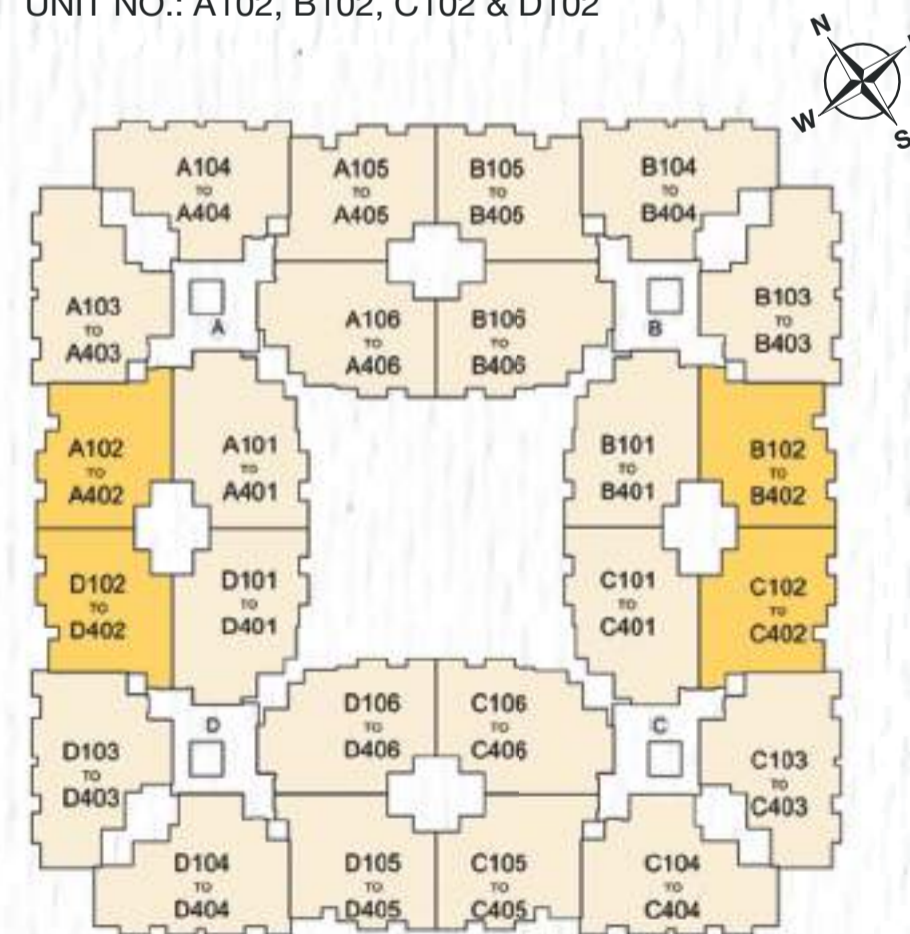 UNIT NO.: A102, B102, C102 & D102
N
W
S
A104
TO
A404
A105
TO
A405
B105
TO
B405
B104
TO
B404
A103
TO
A403
A
A106
TO
A406
B106
TO
B406
B
B103
TO
B403
A102
TO
A402
A101
TO
A401
B101
TO
B401
B102
TO
B402
D102
TO
D402
D101
TO
D401
C101
TO
C401
C102
TO
C402
D103
TO
D403
D
D106
TO
D406
C106
TO
C406
C
C103
TO
C403
D104
TO
D404
D105
TO
D405
C105
TO
C405
C104
TO
C404